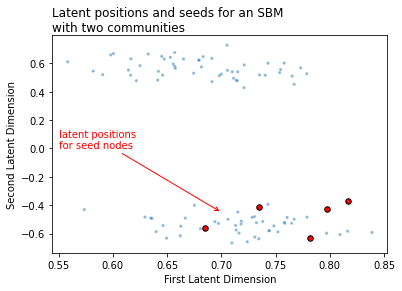 Latent positions and seeds for an SBM
with two communities
Second Latent Dimension
0.6
0.4
0.2
0.0
−0.2
−0.4
−0.6
latent positions
for seed nodes
0.55
0.60
0.65
0.70
0.75
0.80
0.85
First Latent Dimension